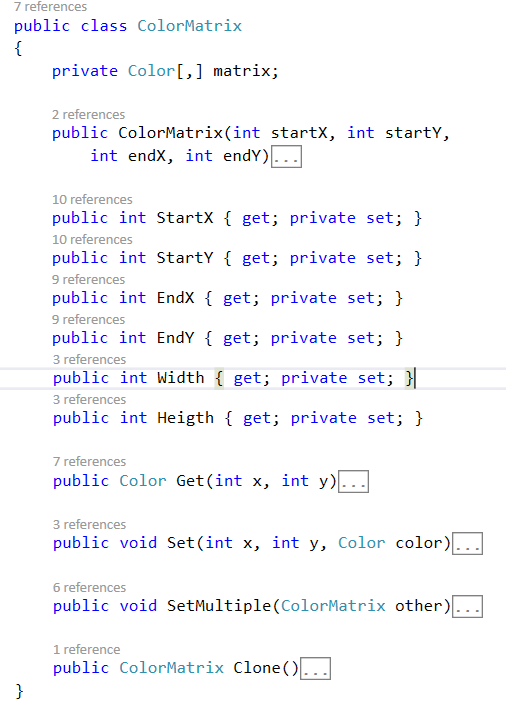 7 references
public class ColorMatrix
{
private Color[,] matrix;
2 references
public ColorMatrix(int startX, int startY,
int endX, int endY)...
10 references
public int StartX { get; private set; }
10 references
public int StartY { get; private set; }
9 references
public int EndX { get; private set; }
9 references
public int EndY { get; private set; }
3 references
public int Width { get; private set; }
3 references
public int Heigth { get; private set; }
7 references
public Color Get(int x, int y)...
3 references
public void Set(int x, int y, Color color)...
6 references
public void SetMultiple(ColorMatrix other)...
1 reference
public ColorMatrix Clone()...
}